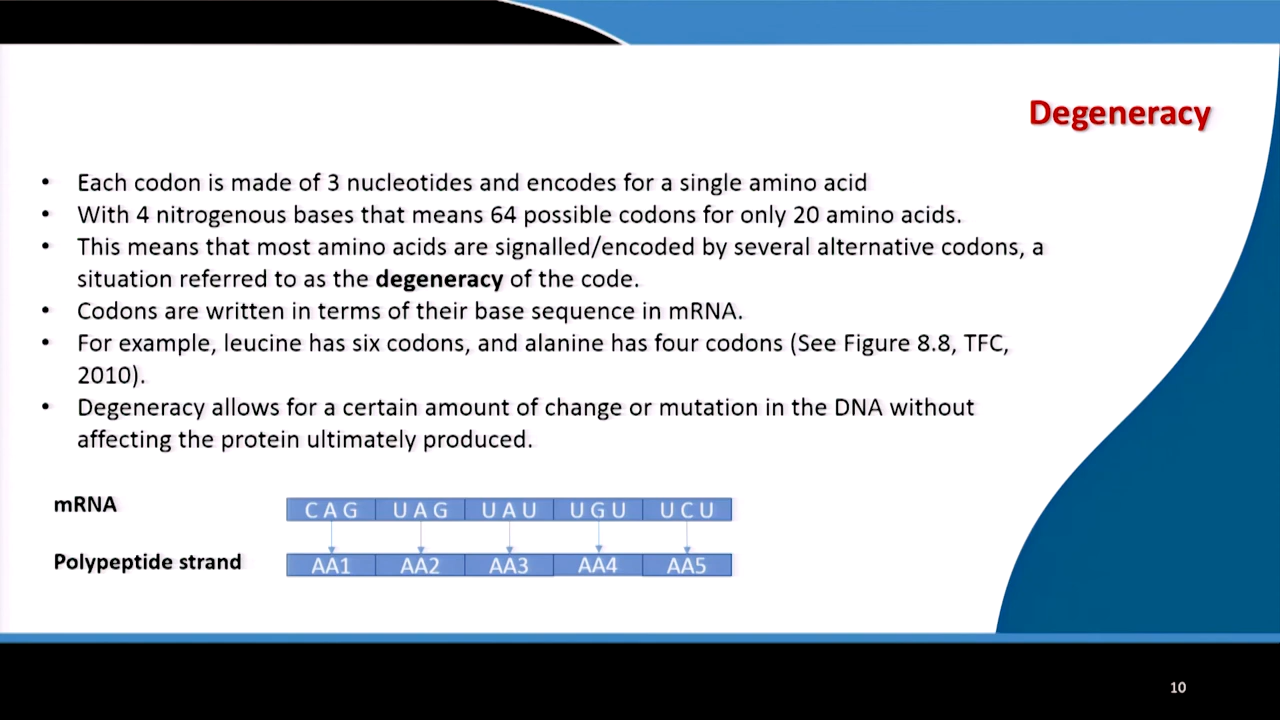 Degeneracy
• Each codon is made of 3 nucleotides and encodes for a single amino acid
• With 4 nitrogenous bases that means 64 possible codons for only 20 amino acids.
• This means that most amino acids are signalled/encoded by several alternative codons, a
situation referred to as the degeneracy of the code.
• Codons are written in terms of their base sequence in mRNA.
• For example, leucine has six codons, and alanine has four codons (See Figure 8.8, TFC,
2010).
• Degeneracy allows for a certain amount of change or mutation in the DNA without
affecting the protein ultimately produced.
mRNA C A G U A G U A U U G U U C U
Polypeptide strand AA1 AA2 AA3 AA4 AA5
10